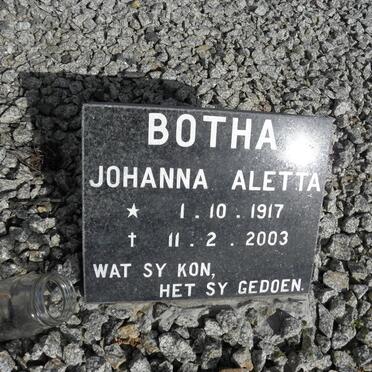 BOTHA
JOHANNA ALETTA
★ 1 . 10 . 1917
† 11 . 2 . 2003
WAT SY KON,
HET SY GEDOEN.